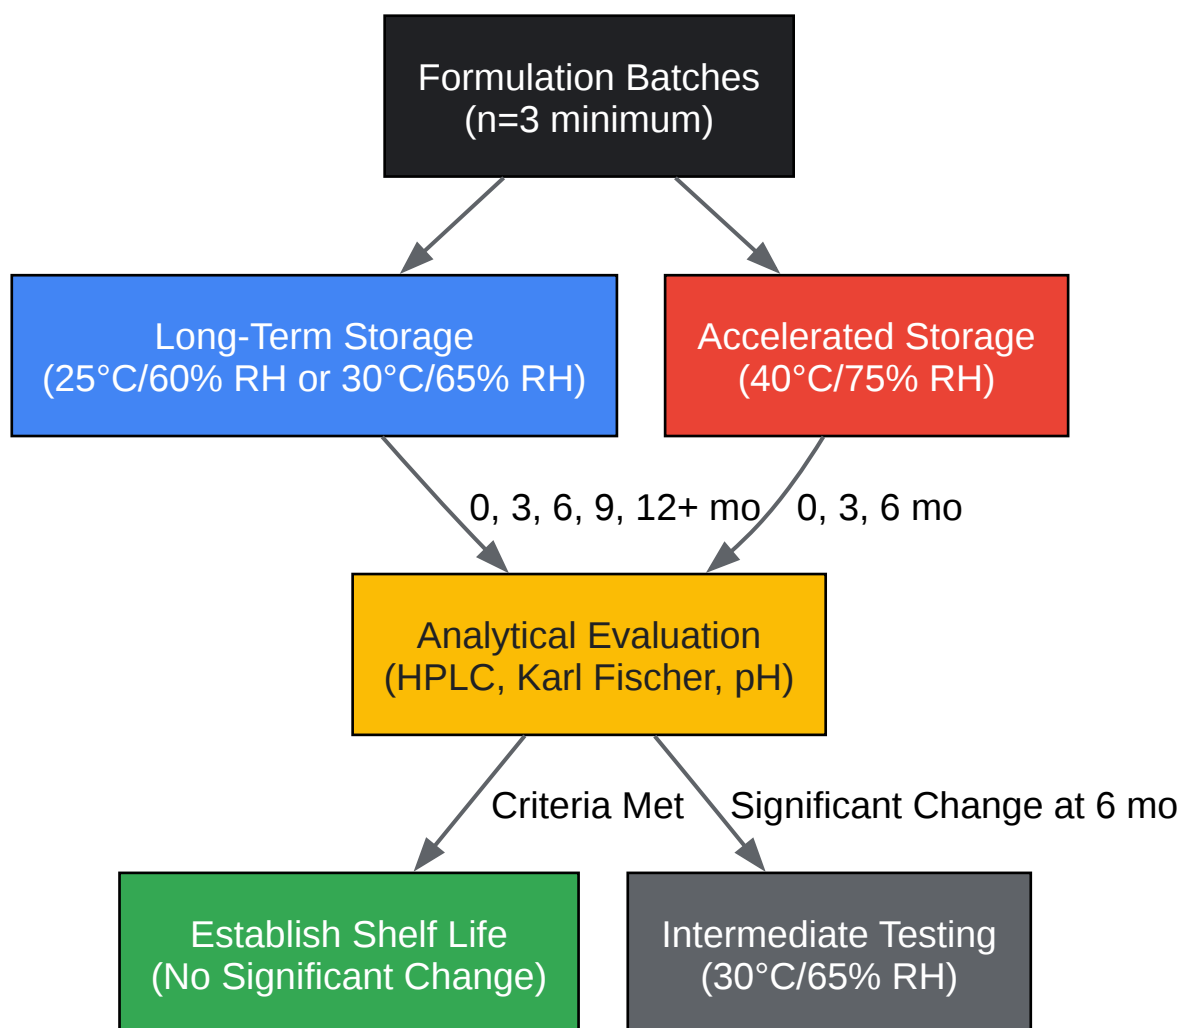 Formulation Batches
(n=3 minimum)
Long-Term Storage
(25°C/60% RH or 30°C/65% RH)
Accelerated Storage
(40°C/75% RH)
0, 3, 6, 9, 12+ mo
0, 3, 6 mo
Analytical Evaluation
(HPLC, Karl Fischer, pH)
Criteria Met
Significant Change at 6 mo
Establish Shelf Life
(No Significant Change)
Intermediate Testing
(30°C/65% RH)